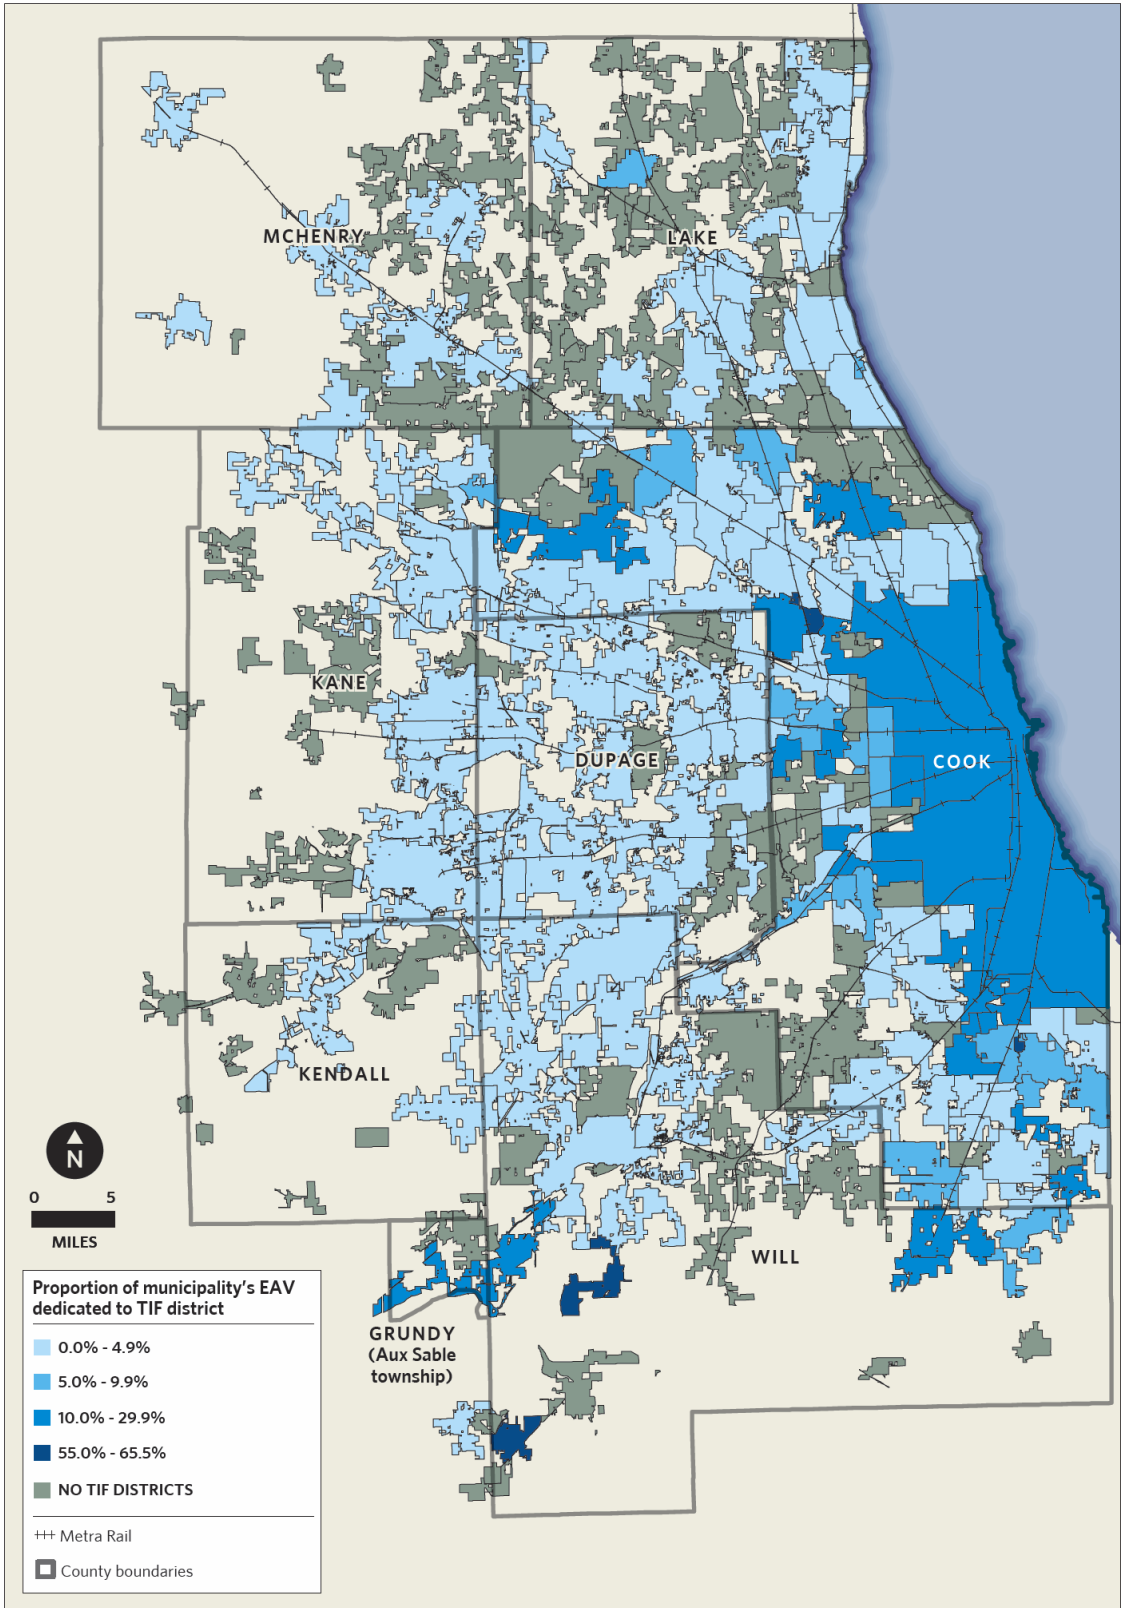 MCHENRY
LAKE
KANE
DUPAGE
COOK
KENDALL
N
0 5
MILES
WILL
GRUNDY
(Aux Sable
township)
Proportion of municipality's EAV
dedicated to TIF district
0.0% - 4.9%
5.0% - 9.9%
10.0% - 29.9%
55.0% - 65.5%
NO TIF DISTRICTS
Metra Rail
County boundaries